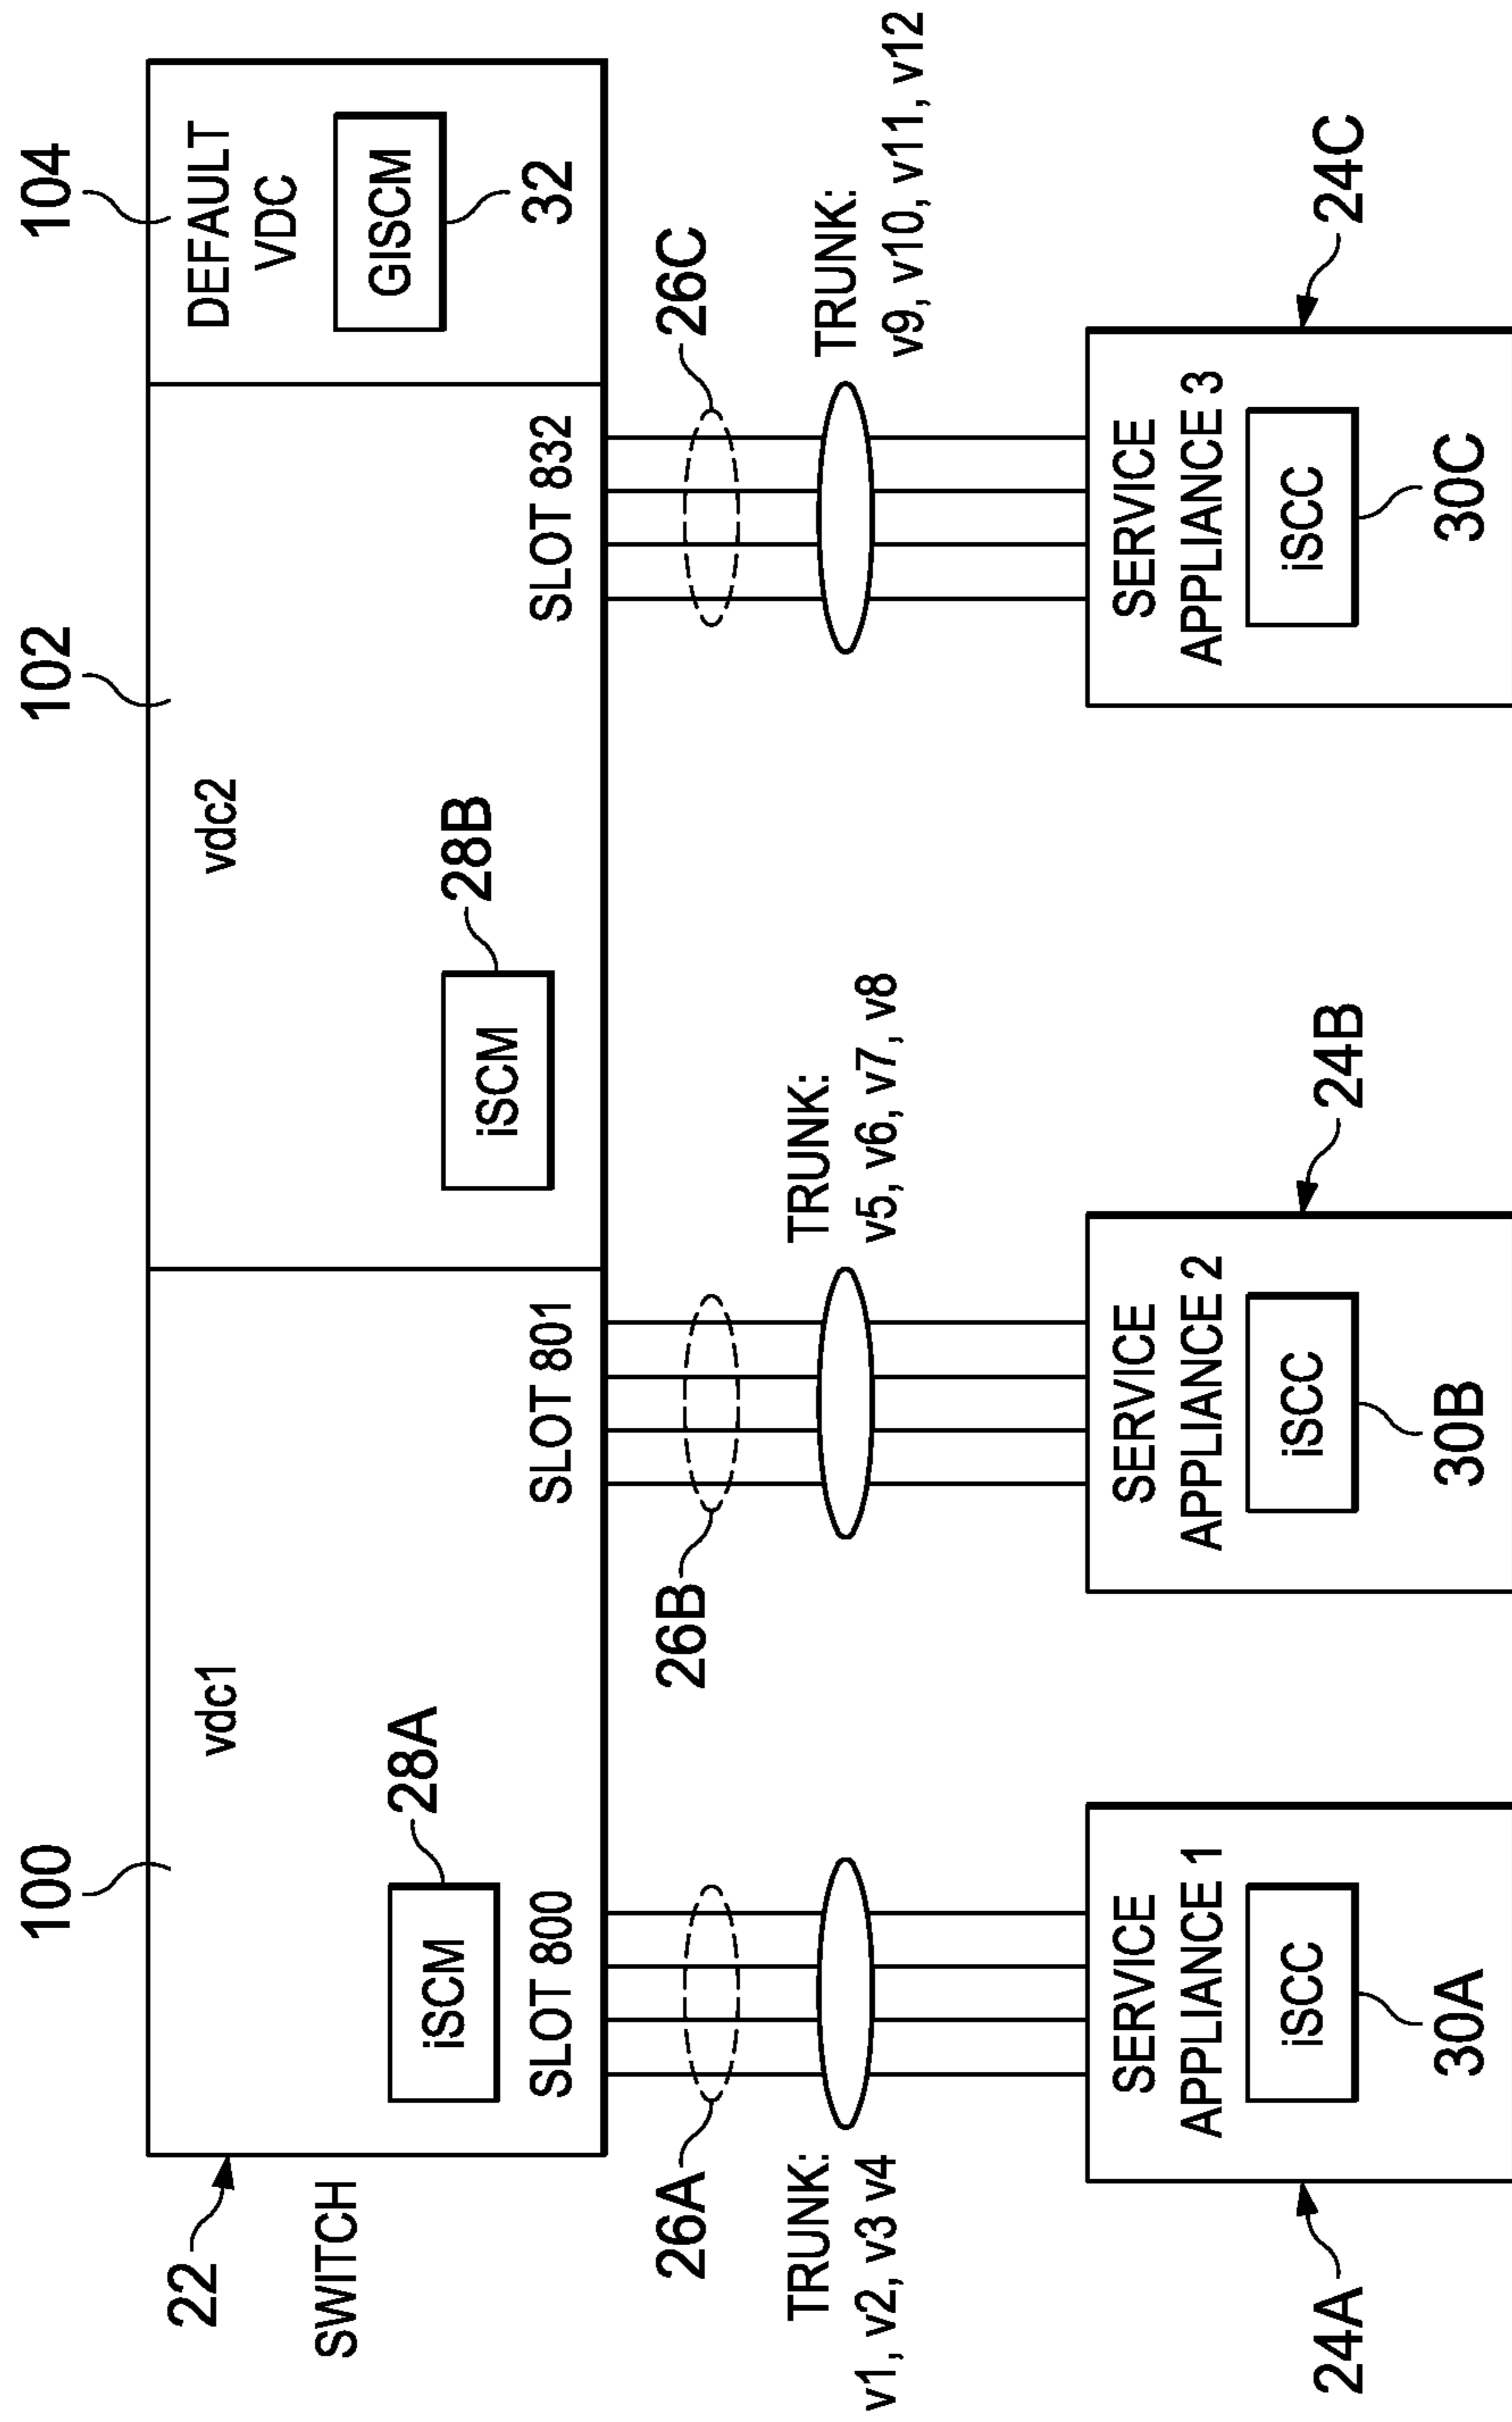 100
102
104
22
SWITCH
vdc1
vdc2
DEFAULT
VDC
iSCM
28A
iSCM
28B
GISCM
32
SLOT 800
SLOT 801
SLOT 832
26A
26B
26C
TRUNK:
v1, v2, v3 v4
TRUNK:
v5, v6, v7, v8
TRUNK:
v9, v10, v11, v12
SERVICE
APPLIANCE 1
iSCC
30A
24A
SERVICE
APPLIANCE 2
iSCC
30B
24B
SERVICE
APPLIANCE 3
iSCC
30C
24C